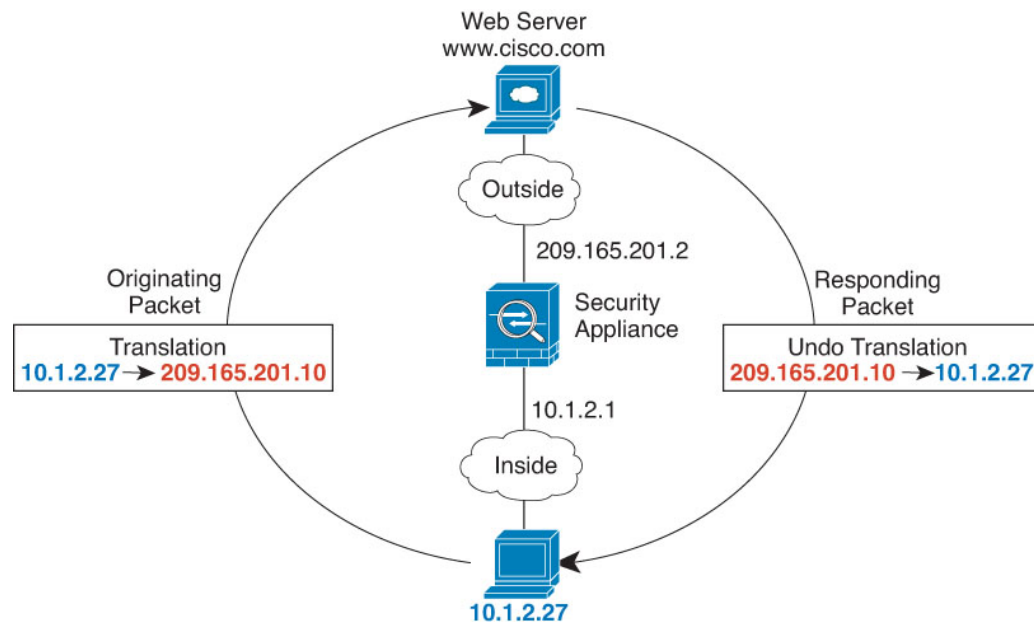 Web Server
www.cisco.com
Outside
209.165.201.2
Originating
Packet
Responding
Packet
Security
Appliance
Translation
10.1.2.27 209.165.201.10
Undo Translation
209.165.201.10 10.1.2.27
10.1.2.1
Inside
10.1.2.27